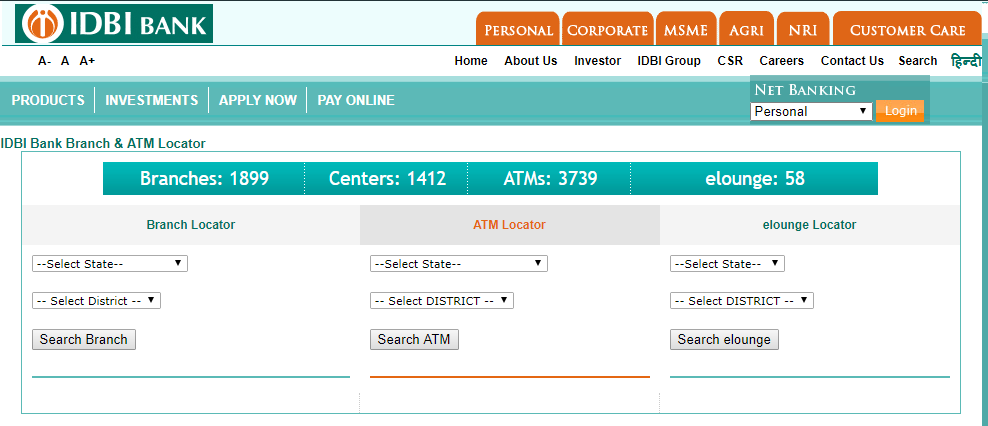 IDBI BANK
PERSONAL CORPORATE MSME AGRI NRI CUSTOMER CARE
A- A A+ Home About Us Investor IDBI Group CSR Careers Contact Us Search हिन्दी
PRODUCTS INVESTMENTS APPLY NOW PAY ONLINE
NET BANKING
Personal Login
IDBI Bank Branch & ATM Locator
Branches: 1899 Centers: 1412 ATMs: 3739 elounge: 58
Branch Locator ATM Locator elounge Locator
--Select State-- --Select State-- --Select State--
-- Select District -- -- Select DISTRICT -- -- Select DISTRICT --
Search Branch Search ATM Search elounge